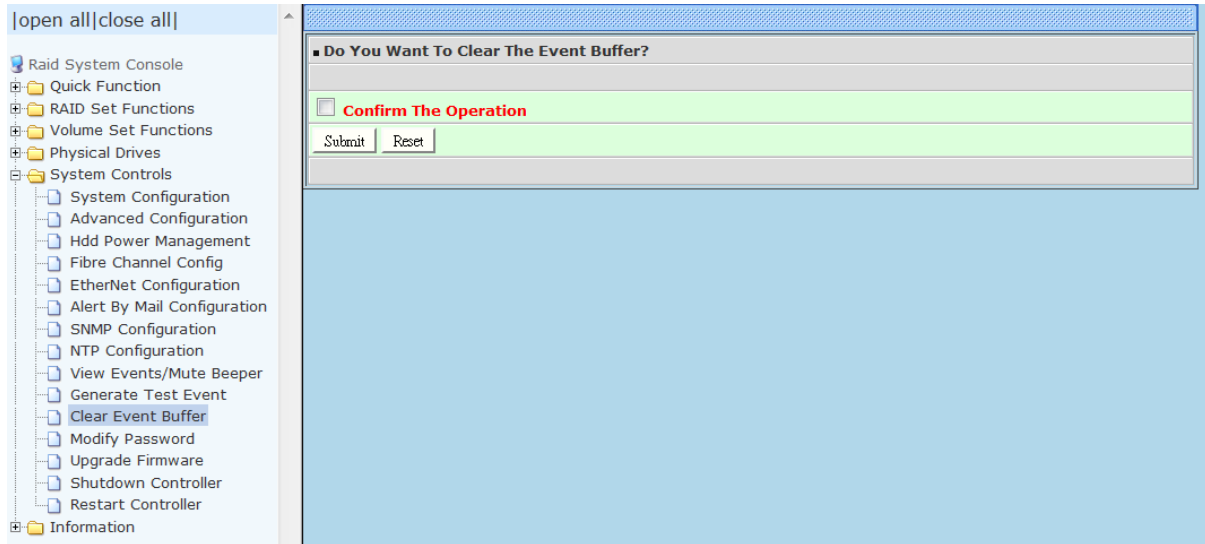 |open all|close all|
Raid System Console
Quick Function
RAID Set Functions
Volume Set Functions
Physical Drives
System Controls
System Configuration
Advanced Configuration
Hdd Power Management
Fibre Channel Config
EtherNet Configuration
Alert By Mail Configuration
SNMP Configuration
NTP Configuration
View Events/Mute Beeper
Generate Test Event
Clear Event Buffer
Modify Password
Upgrade Firmware
Shutdown Controller
Restart Controller
Information
Do You Want To Clear The Event Buffer?
Confirm The Operation
Submit Reset